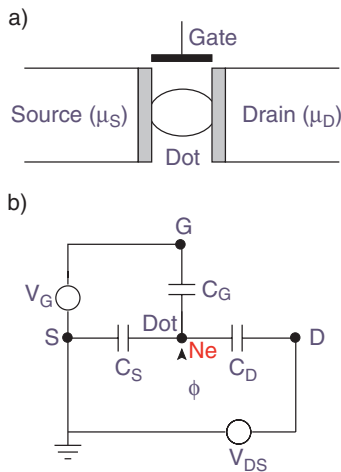 a)
Gate
Source (μS)
Drain (μD)
Dot
b)
G
VG
CG
S
Dot
Ne
D
CS
CD
ϕ
VDS